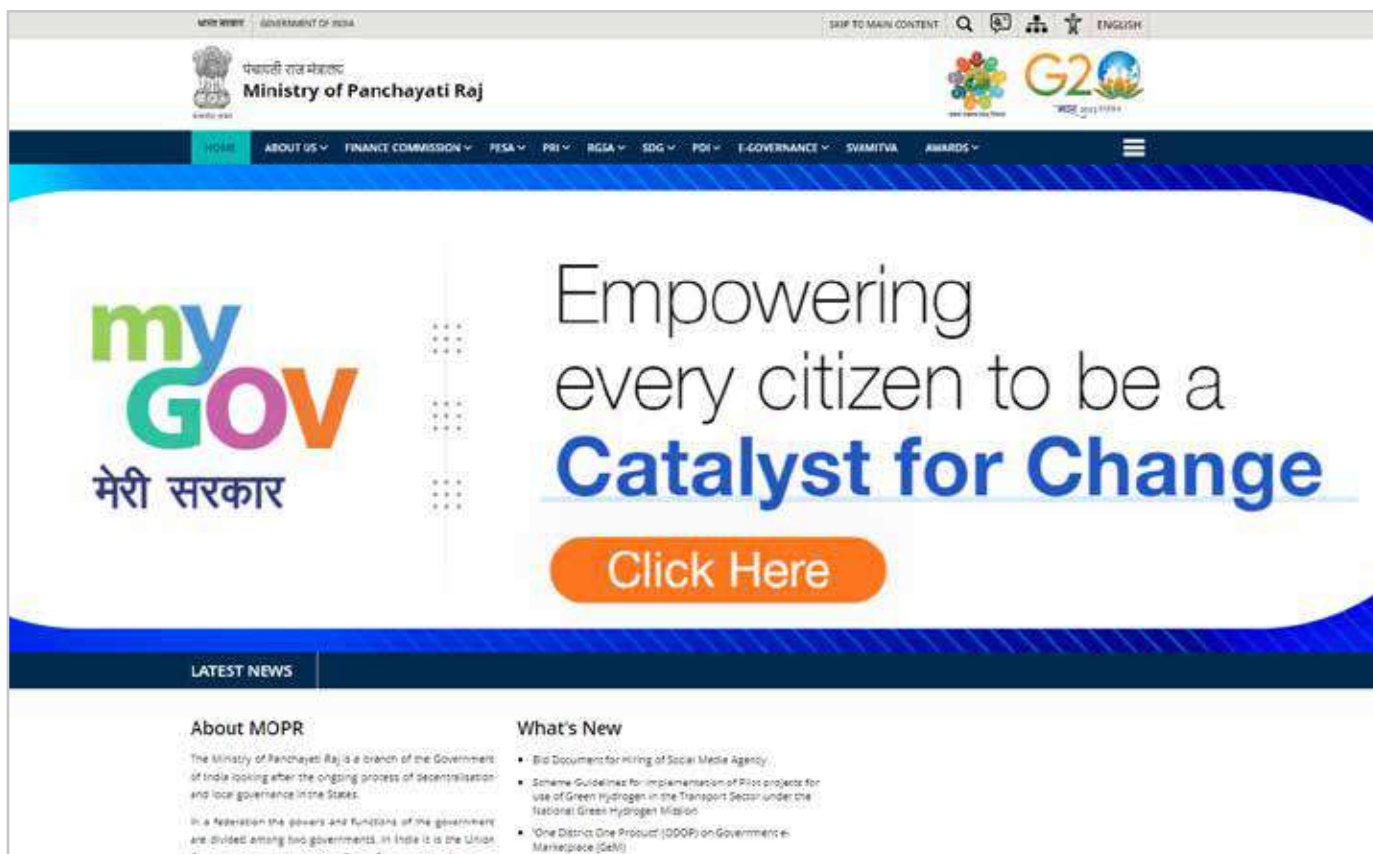 भारत सरकार GOVERNMENT OF INDIA
SKIP TO MAIN CONTENT ENGLISH
पंचायती राज मंत्रालय
Ministry of Panchayati Raj
G20
HOME ABOUT US FINANCE COMMISSION PESA PRI RGSA SDG PDI E-GOVERNANCE SVAMITVA AWARDS
my
GOV
मेरी सरकार
Empowering
every citizen to be a
Catalyst for Change
Click Here
LATEST NEWS
About MOPR
The Ministry of Panchayati Raj is a branch of the Government
of India looking after the ongoing process of decentralisation
and local governance in the States.
In a federation the powers and functions of the government
are divided among two governments. In India it is the Union
What's New
Bid Document for Hiring of Social Media Agency
Scheme Guidelines for implementation of Pilot projects for
use of Green Hydrogen in the Transport Sector under the
National Green Hydrogen Mission
'One District One Product' (ODOP) on Government e-
Marketplace (GeM)